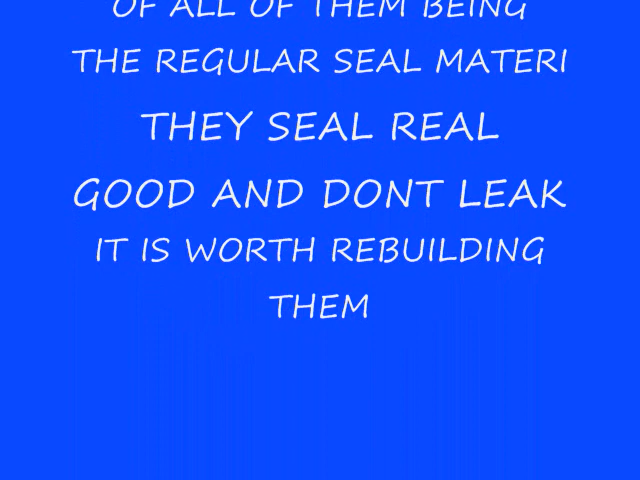 OF ALL OF THEM BEING
THE REGULAR SEAL MATERI
THEY SEAL REAL
GOOD AND DONT LEAK
IT IS WORTH REBUILDING
THEM